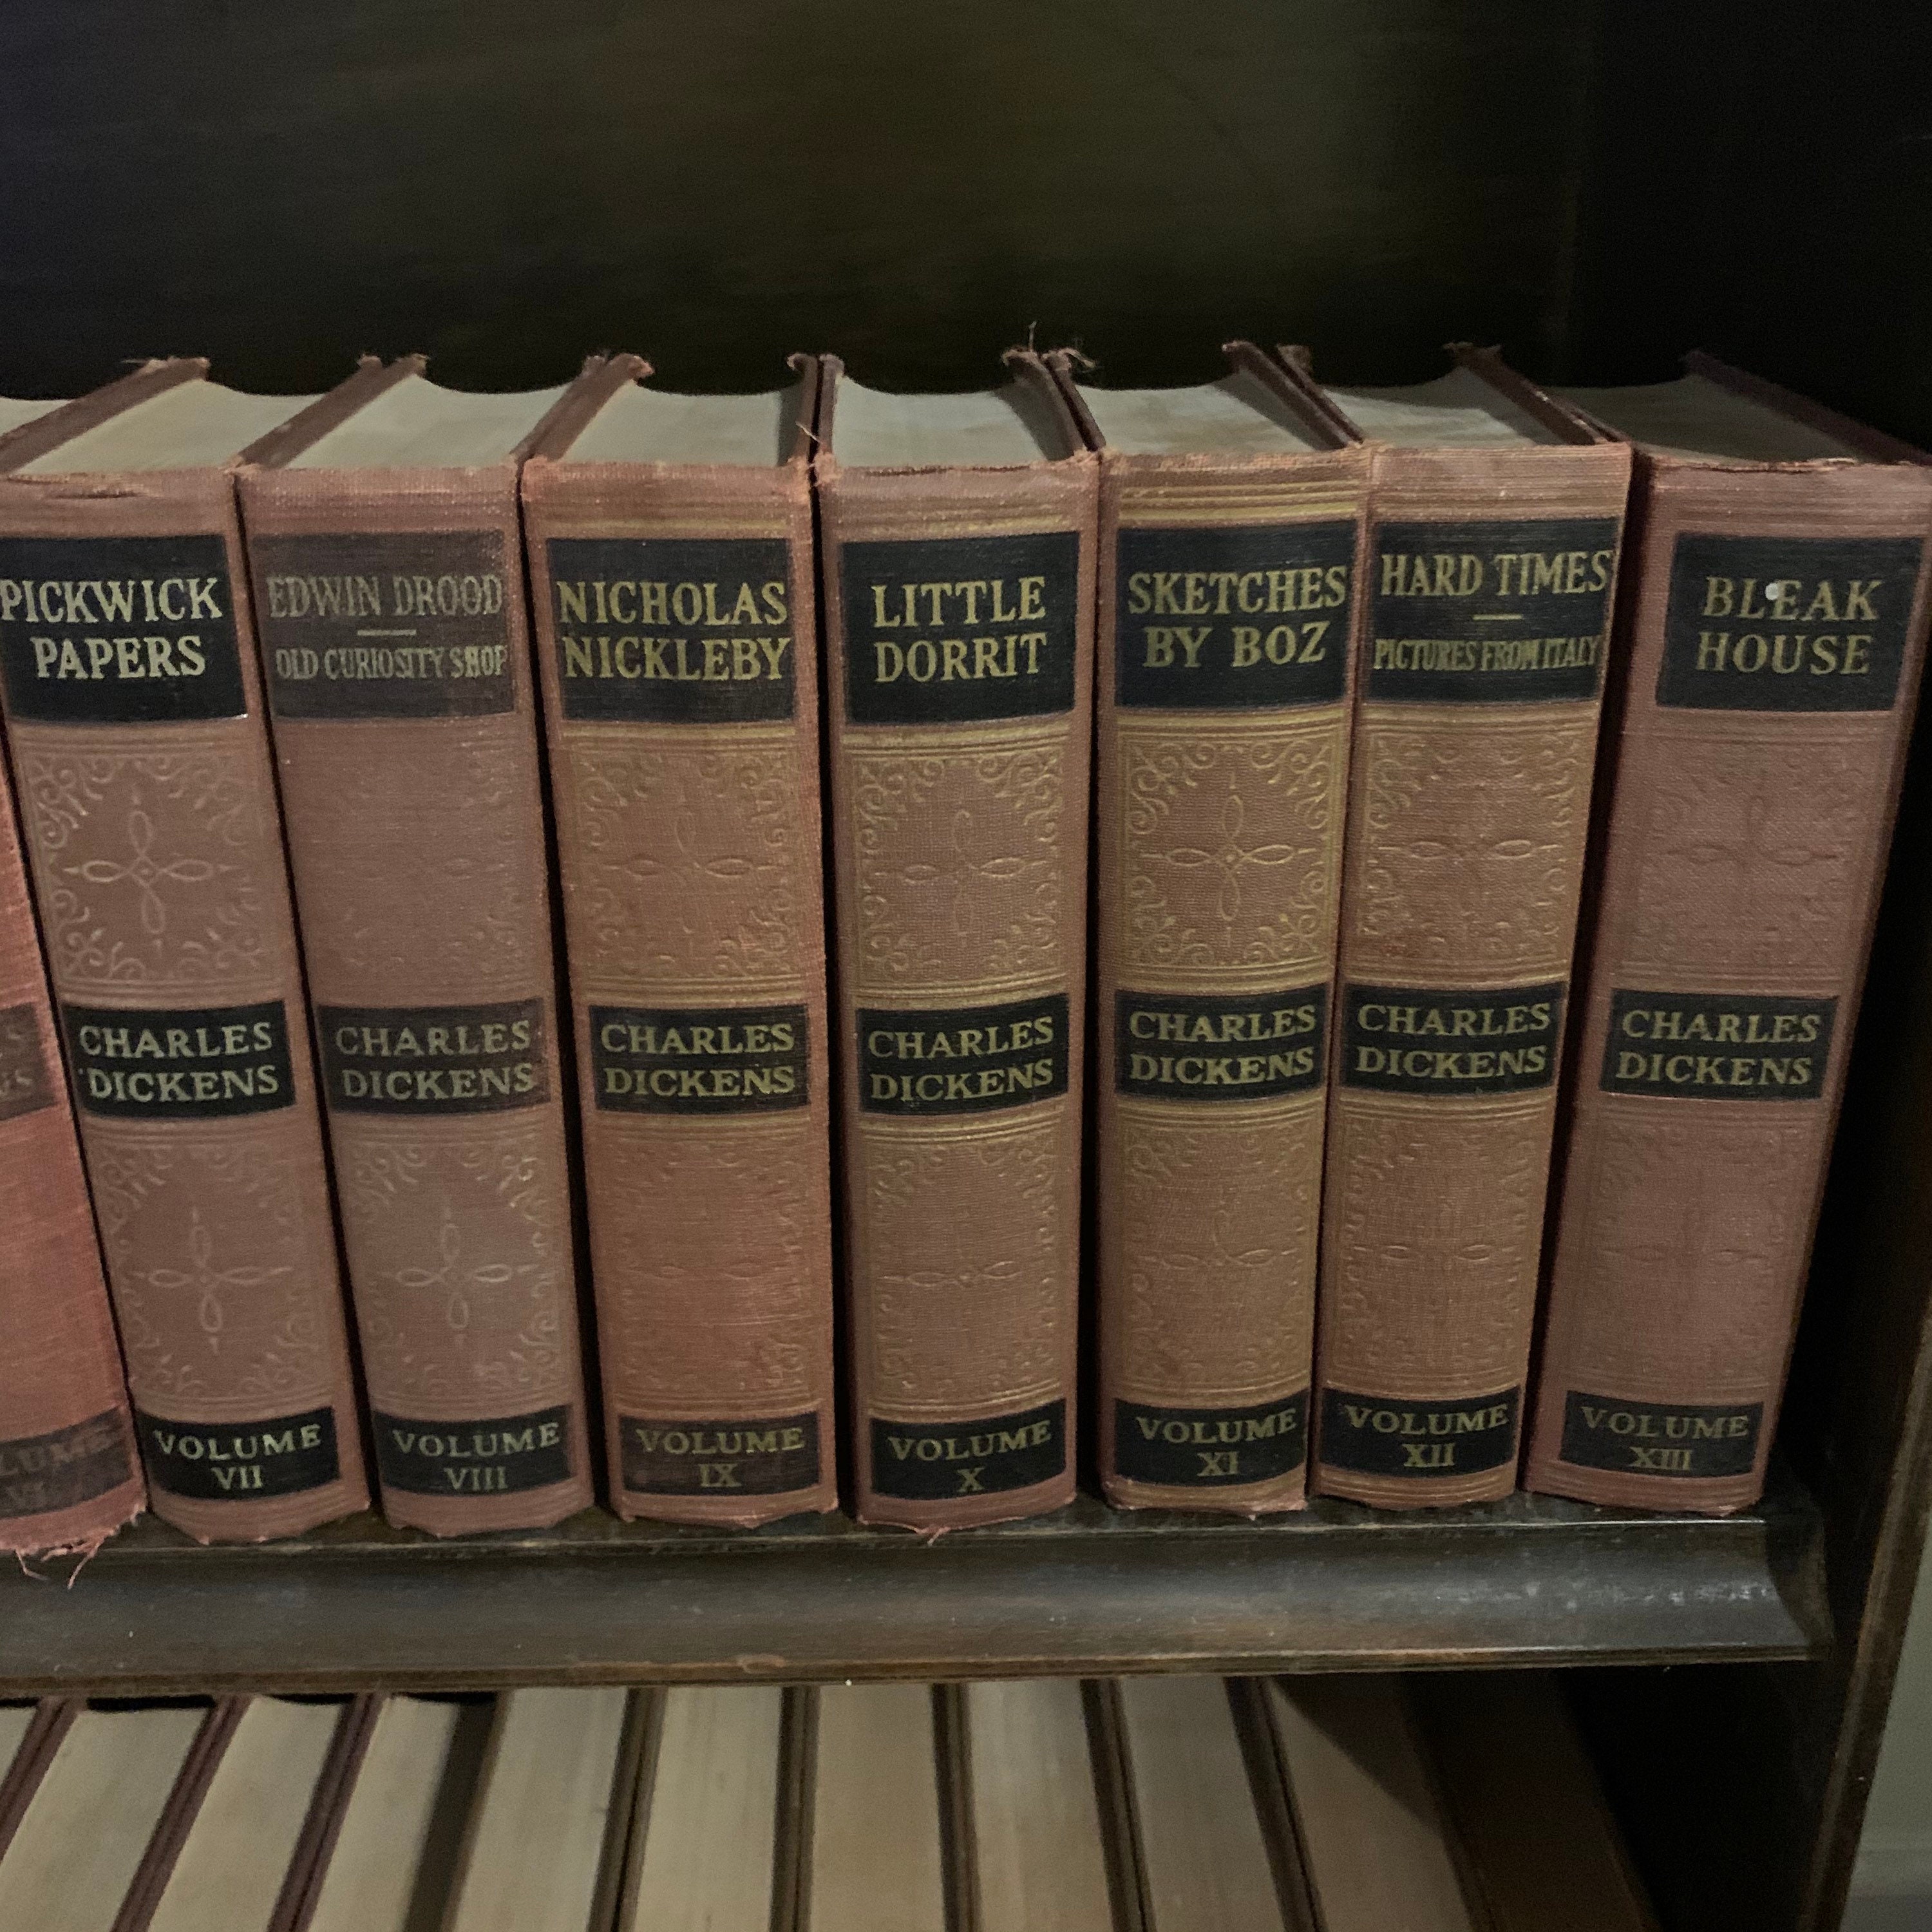 PICKWICK
PAPERS
CHARLES
DICKENS
VOLUME
VII
EDWIN DROOD
OLD CURIOSITY SHOP
CHARLES
DICKENS
VOLUME
VIII
NICHOLAS
NICKLEBY
CHARLES
DICKENS
VOLUME
IX
LITTLE
DORRIT
CHARLES
DICKENS
VOLUME
X
SKETCHES
BY BOZ
CHARLES
DICKENS
VOLUME
XI
HARD TIMES
PICTURES FROM ITALY
CHARLES
DICKENS
VOLUME
XII
BLEAK
HOUSE
CHARLES
DICKENS
VOLUME
XIII